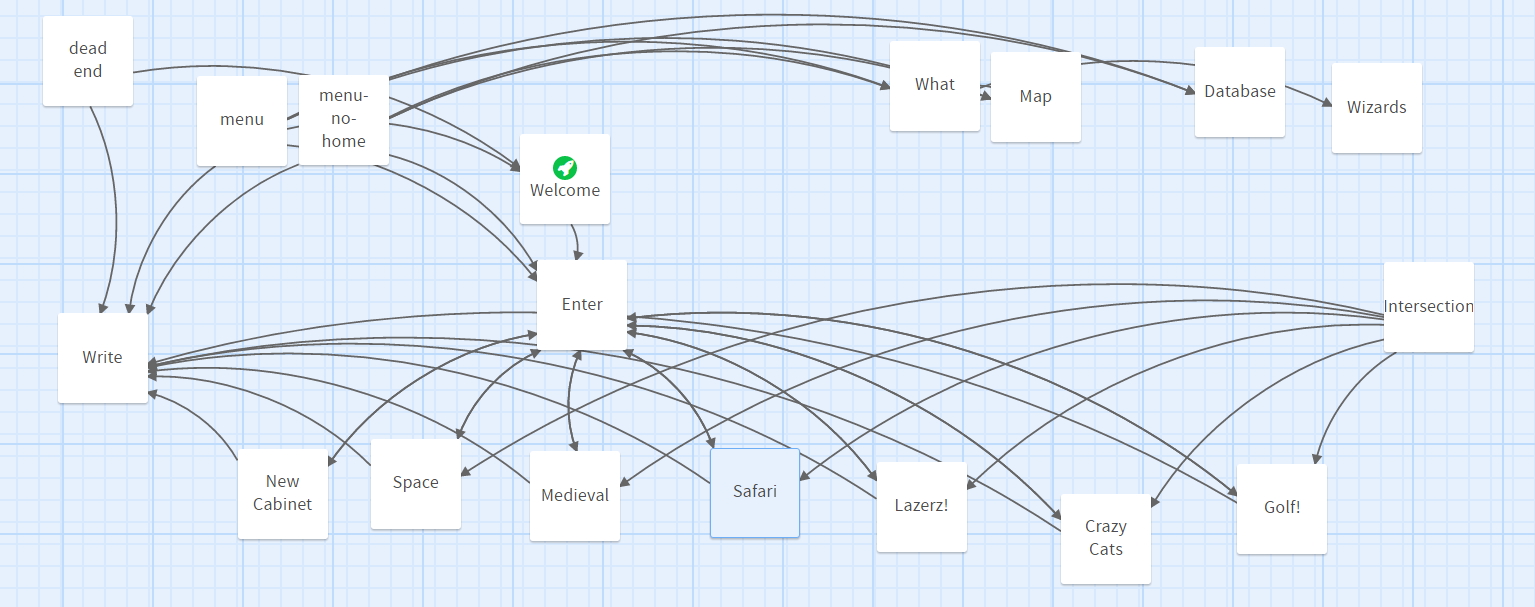 dead
end
menu
menu-
no-
home
What
Map
Database
Wizards
Welcome
Enter
Intersection
Write
New
Cabinet
Space
Medieval
Safari
Lazerz!
Crazy
Cats
Golf!